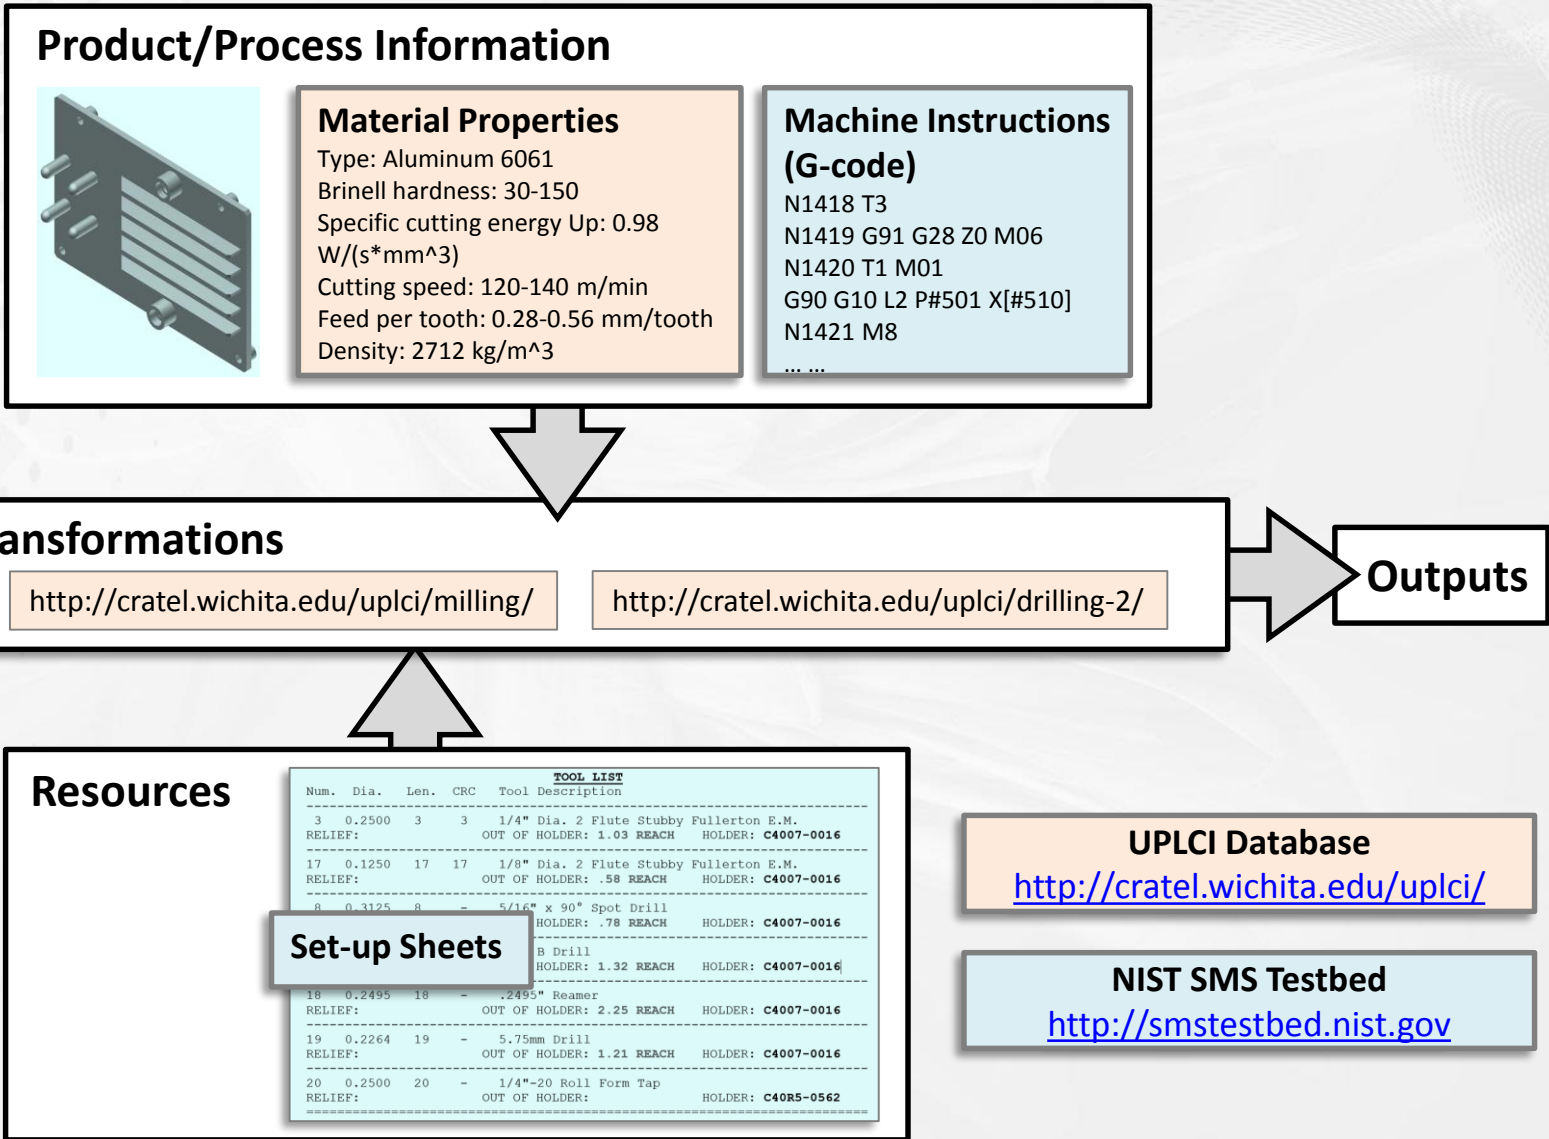 Product/Process Information
Material Properties
Type: Aluminum 6061
Brinell hardness: 30-150
Specific cutting energy Up: 0.98
W/(s*mm^3)
Cutting speed: 120-140 m/min
Feed per tooth: 0.28-0.56 mm/tooth
Density: 2712 kg/m^3
Machine Instructions
(G-code)
N1418 T3
N1419 G91 G28 Z0 M06
N1420 T1 M01
G90 G10 L2 P#501 X[#510]
N1421 M8
... ...
ansformations
http://cratel.wichita.edu/uplci/milling/
http://cratel.wichita.edu/uplci/drilling-2/
Outputs
Resources
TOOL LIST
Num. Dia. Len. CRC Tool Description
3 0.2500 3 3 1/4" Dia. 2 Flute Stubby Fullerton E.M.
RELIEF: OUT OF HOLDER: 1.03 REACH HOLDER: C4007-0016
17 0.1250 17 17 1/8" Dia. 2 Flute Stubby Fullerton E.M.
RELIEF: OUT OF HOLDER: .58 REACH HOLDER: C4007-0016
8 0.3125 8 - 5/16" x 90° Spot Drill
HOLDER: .78 REACH HOLDER: C4007-0016
B Drill
HOLDER: 1.32 REACH HOLDER: C4007-0016
18 0.2495 18 - .2495" Reamer
RELIEF: OUT OF HOLDER: 2.25 REACH HOLDER: C4007-0016
19 0.2264 19 - 5.75mm Drill
RELIEF: OUT OF HOLDER: 1.21 REACH HOLDER: C4007-0016
20 0.2500 20 - 1/4"-20 Roll Form Tap
RELIEF: OUT OF HOLDER: HOLDER: C40R5-0562
Set-up Sheets
UPLCI Database
http://cratel.wichita.edu/uplci/
NIST SMS Testbed
http://smstestbed.nist.gov